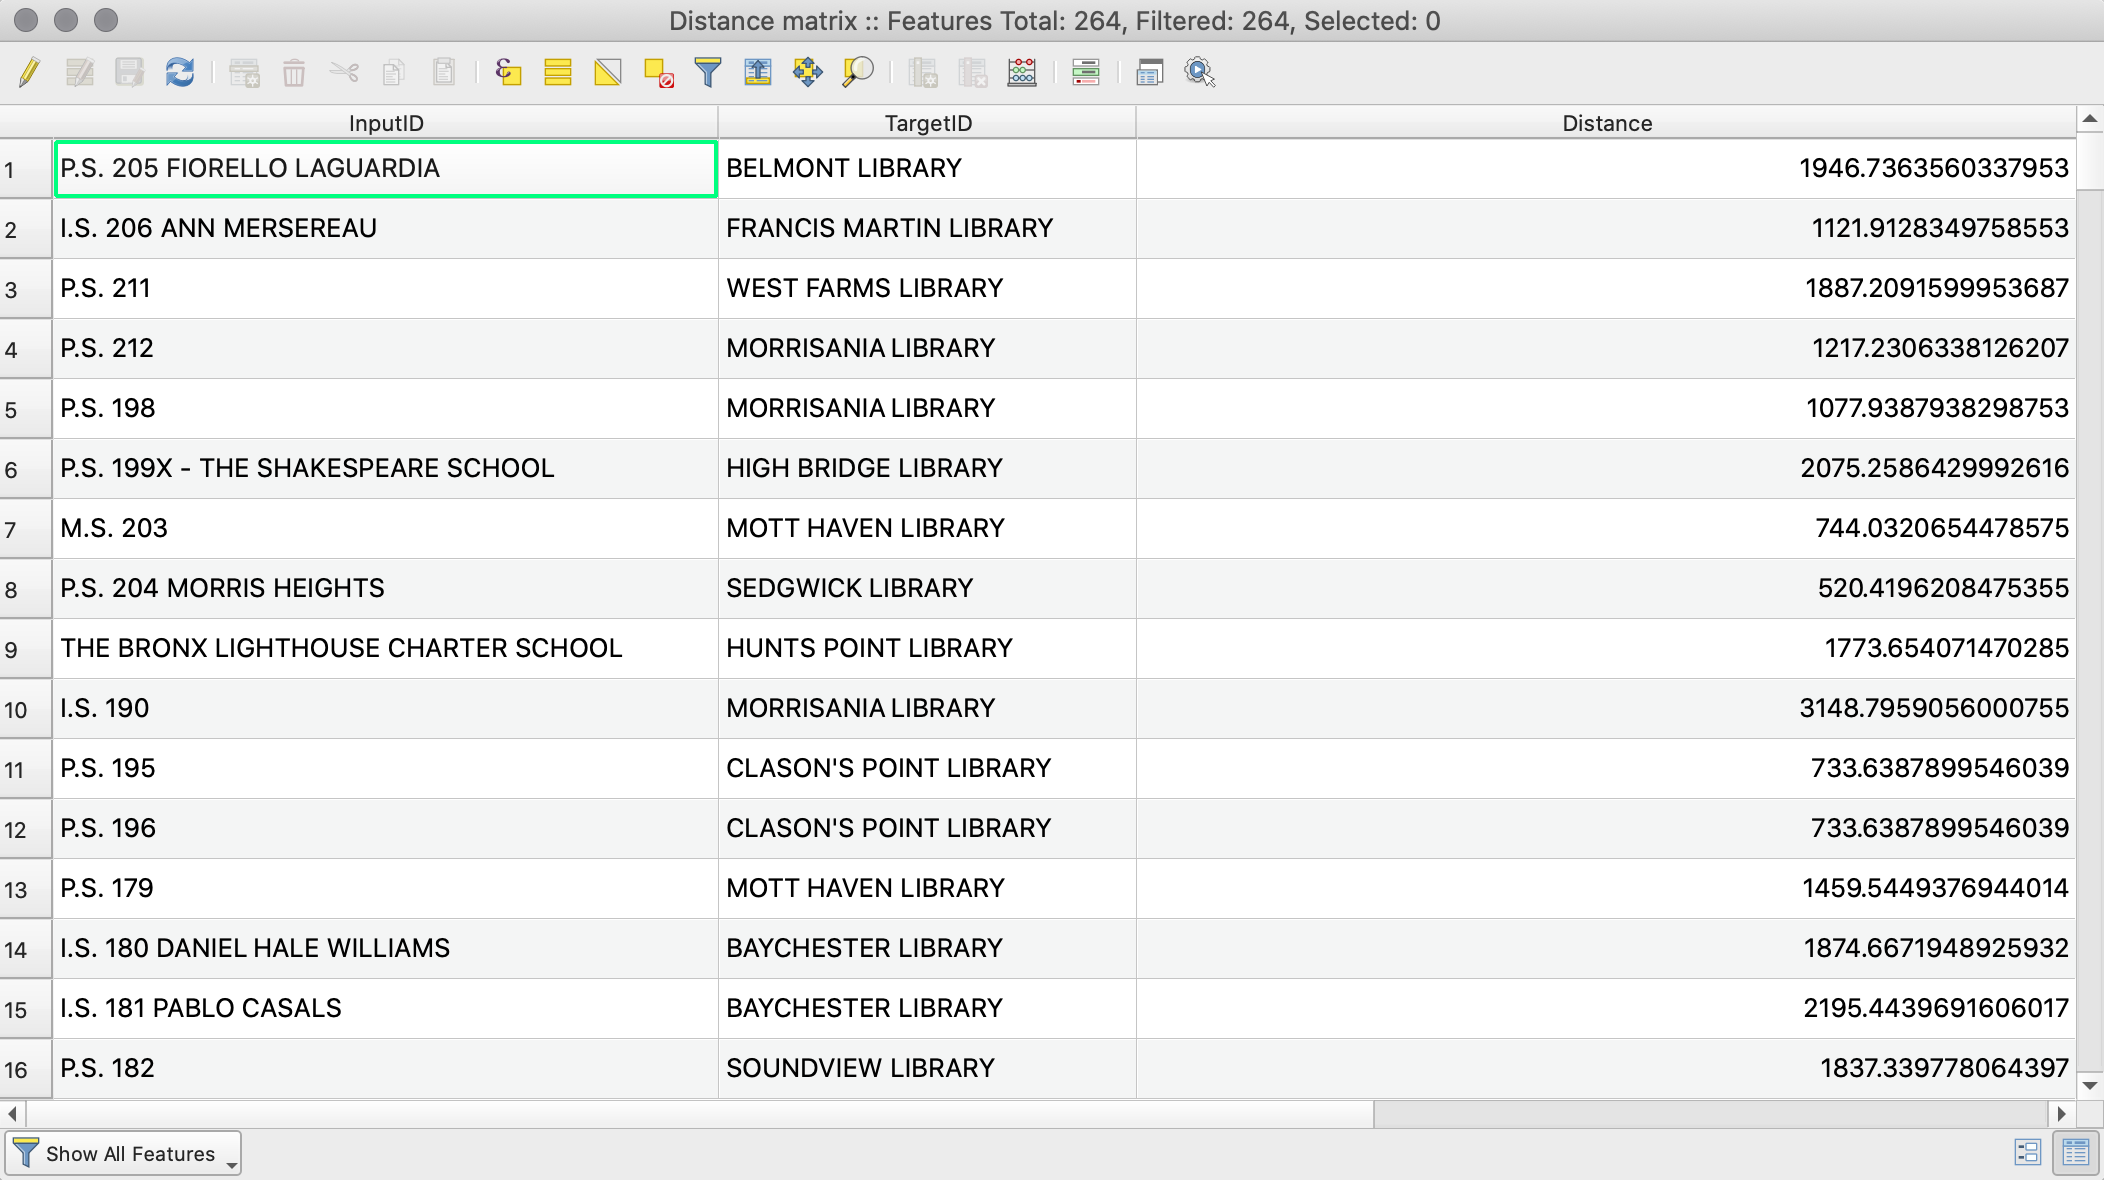 Distance matrix :: Features Total: 264, Filtered: 264, Selected: 0
InputID TargetID Distance
1 P.S. 205 FIORELLO LAGUARDIA BELMONT LIBRARY 1946.7363560337953
2 I.S. 206 ANN MERSEREAU FRANCIS MARTIN LIBRARY 1121.9128349758553
3 P.S. 211 WEST FARMS LIBRARY 1887.2091599953687
4 P.S. 212 MORRISANIA LIBRARY 1217.2306338126207
5 P.S. 198 MORRISANIA LIBRARY 1077.9387938298753
6 P.S. 199X - THE SHAKESPEARE SCHOOL HIGH BRIDGE LIBRARY 2075.2586429992616
7 M.S. 203 MOTT HAVEN LIBRARY 744.0320654478575
8 P.S. 204 MORRIS HEIGHTS SEDGWICK LIBRARY 520.4196208475355
9 THE BRONX LIGHTHOUSE CHARTER SCHOOL HUNTS POINT LIBRARY 1773.654071470285
10 I.S. 190 MORRISANIA LIBRARY 3148.7959056000755
11 P.S. 195 CLASON'S POINT LIBRARY 733.6387899546039
12 P.S. 196 CLASON'S POINT LIBRARY 733.6387899546039
13 P.S. 179 MOTT HAVEN LIBRARY 1459.5449376944014
14 I.S. 180 DANIEL HALE WILLIAMS BAYCHESTER LIBRARY 1874.6671948925932
15 I.S. 181 PABLO CASALS BAYCHESTER LIBRARY 2195.4439691606017
16 P.S. 182 SOUNDVIEW LIBRARY 1837.339778064397
Show All Features